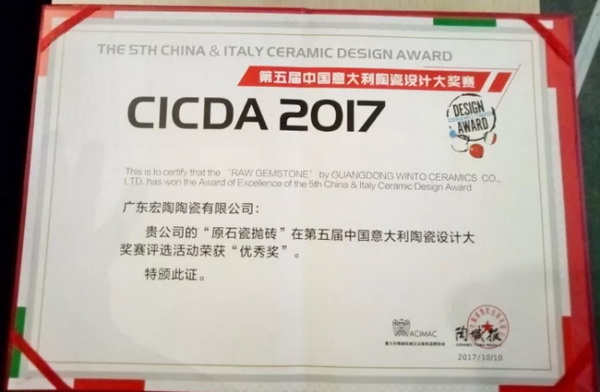 THE 5TH CHINA & ITALY CERAMIC DESIGN AWARD
第五届中国意大利陶瓷设计大奖赛
CICDA 2017
DESIGN
AWARD
This is to certify that the 'RAW GEMSTONE' by GUANGDONG WINTO CERAMICS CO.,
LTD. has won the Award of Excellence of the 5th China & Italy Ceramic Design Award
广东宏陶陶瓷有限公司:
贵公司的“原石瓷抛砖”在第五届中国意大利陶瓷设计大
奖赛评选活动荣获“优秀奖”。
特颁此证。
ACIMAC
陶城报
2017/10/10